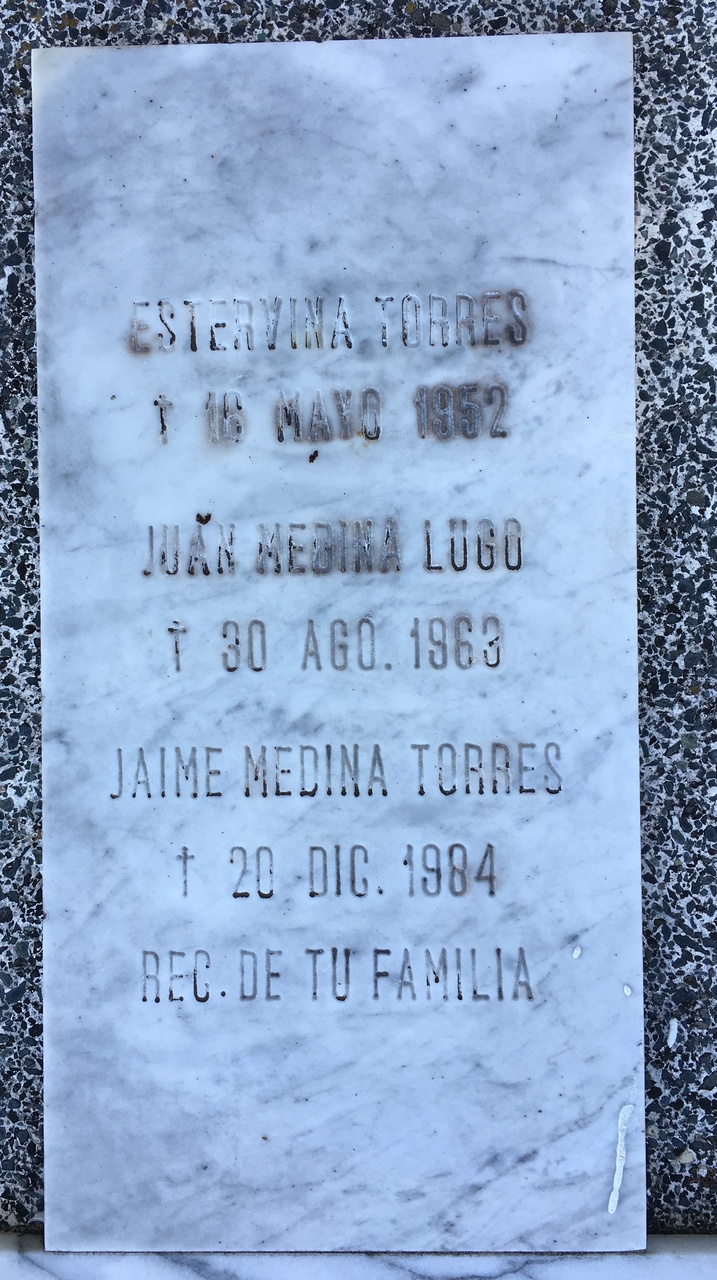 ESTERVINA TORRES
† 16 MAYO 1952
JUAN MEDINA LUGO
† 30 AGO. 1963
JAIME MEDINA TORRES
† 20 DIC. 1984
REC. DE TU FAMILIA